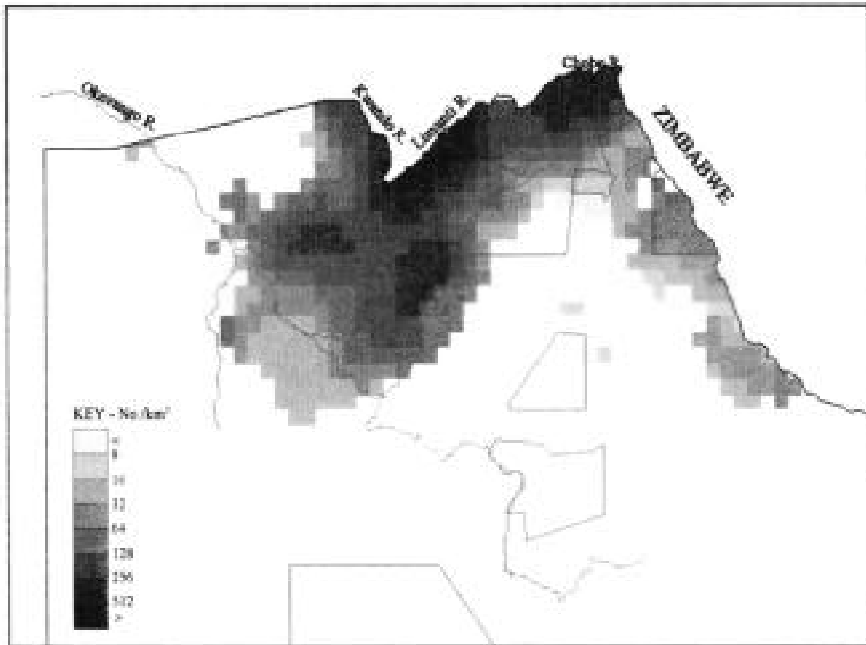 Chobe R.
Okavango R.
Kwando R.
Linyanti R.
ZIMBABWE
KEY - No./km²
8
16
32
64
128
256
512
>